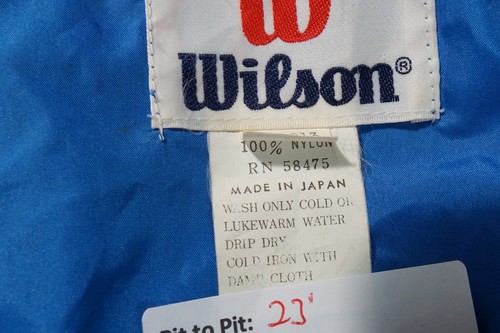 W
Wilson®
100% NYLON
RN 58475
MADE IN JAPAN
WASH ONLY COLD OR
LUKEWARM WATER
DRIP DRY
COLD IRON WITH
DAMP CLOTH
Pit to Pit: 23"